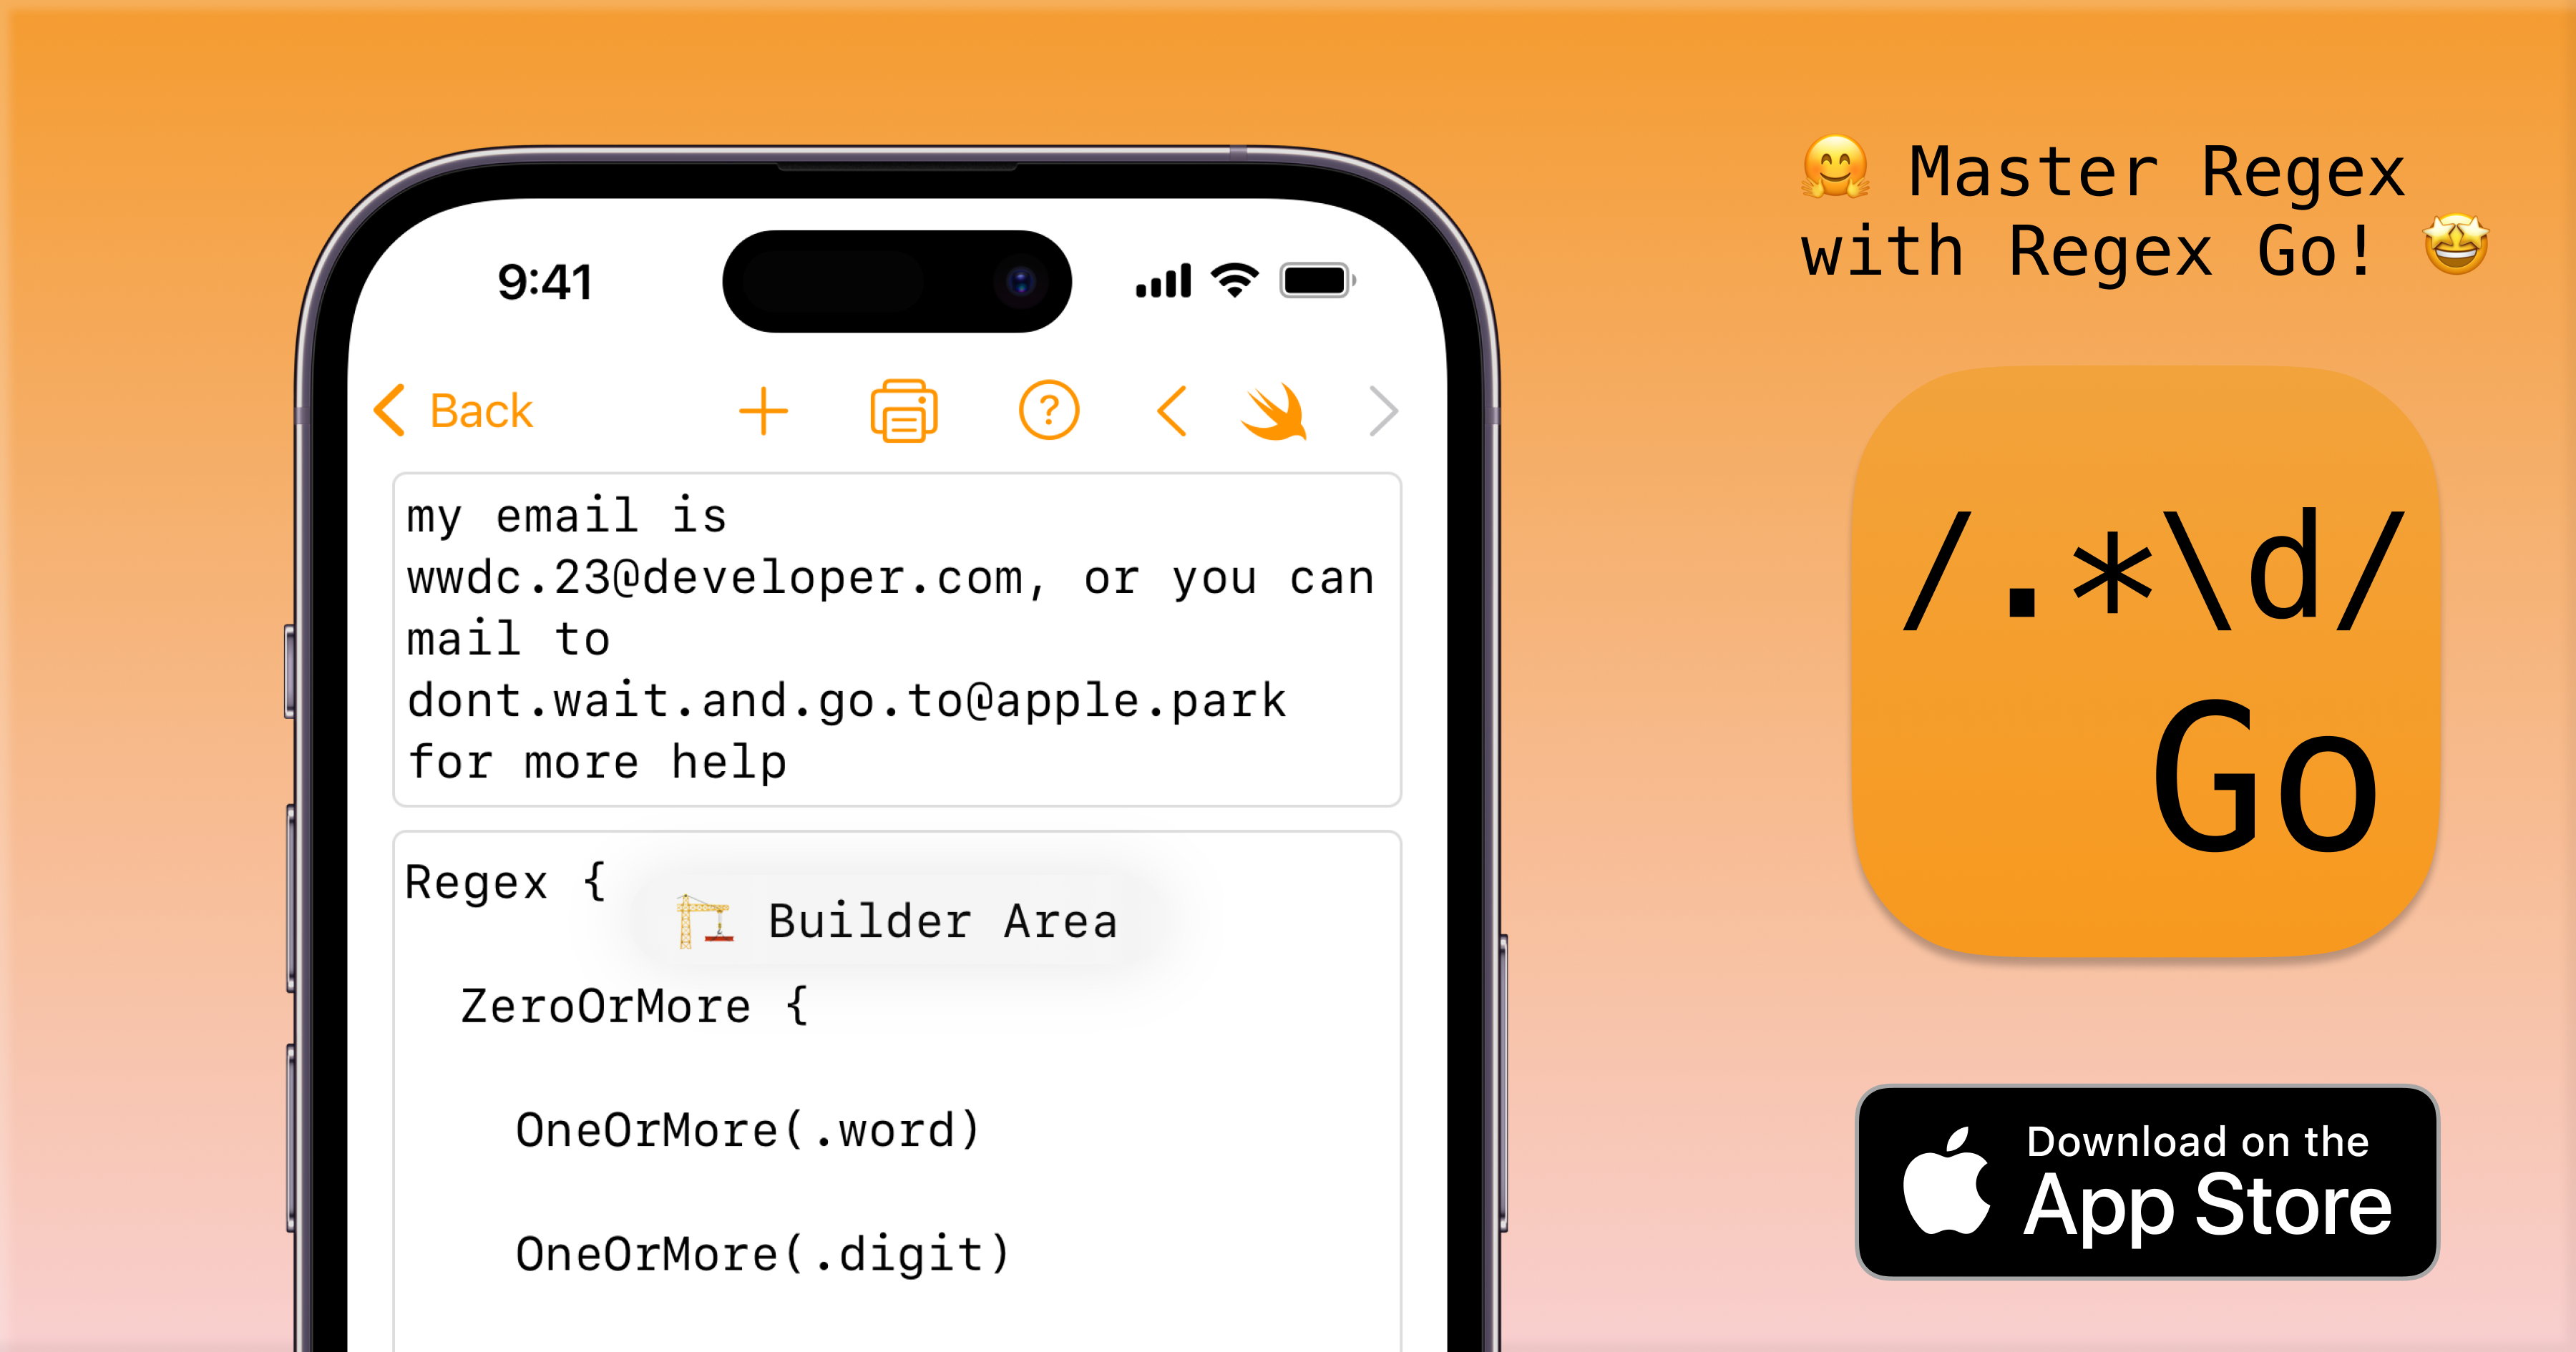 9:41
Back
my email is
wwdc.23@developer.com, or you can
mail to
dont.wait.and.go.to@apple.park
for more help
Regex {
🏗️ Builder Area
ZeroOrMore {
OneOrMore(.word)
OneOrMore(.digit)
🤗 Master Regex
with Regex Go! 🤩
/.*\d/
Go
Download on the
App Store